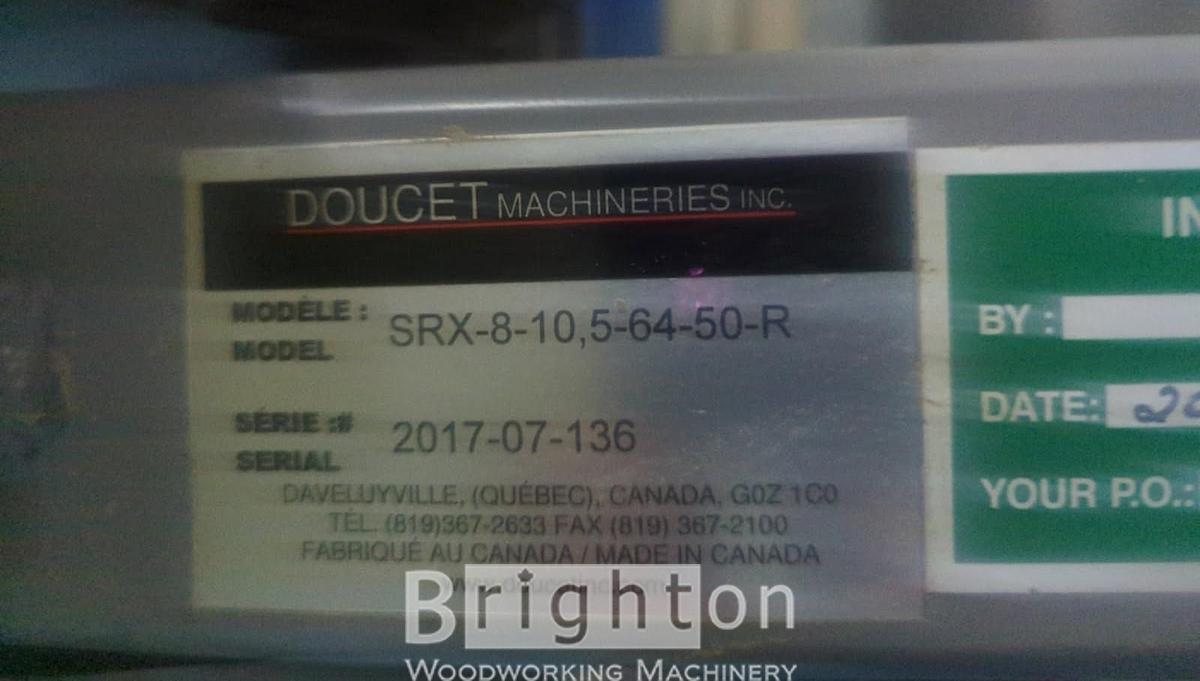 DOUCET MACHINERIES INC.
MODÈLE :
MODEL
SRX-8-10,5-64-50-R
SÉRIE :#
SERIAL
2017-07-136
DAVELUYVILLE, (QUÉBEC), CANADA, G0Z 1C0
TÉL. (819)367-2633 FAX (819) 367-2100
FABRIQUÉ AU CANADA / MADE IN CANADA
BY :
DATE:
YOUR P.O.:
Brighton
WOODWORKING MACHINERY